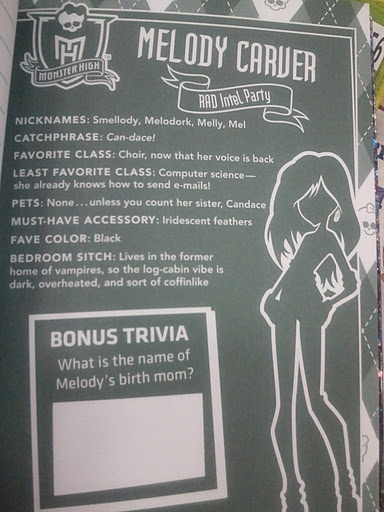 MELODY CARVER
MONSTER HIGH
RAD Intel Party
NICKNAMES: Smellody, Melodork, Melly, Mel
CATCHPHRASE: Can-dace!
FAVORITE CLASS: Choir, now that her voice is back
LEAST FAVORITE CLASS: Computer science—
she already knows how to send e-mails!
PETS: None...unless you count her sister, Candace
MUST-HAVE ACCESSORY: Iridescent feathers
FAVE COLOR: Black
BEDROOM SITCH: Lives in the former
home of vampires, so the log-cabin vibe is
dark, overheated, and sort of coffinlike
BONUS TRIVIA
What is the name of
Melody's birth mom?